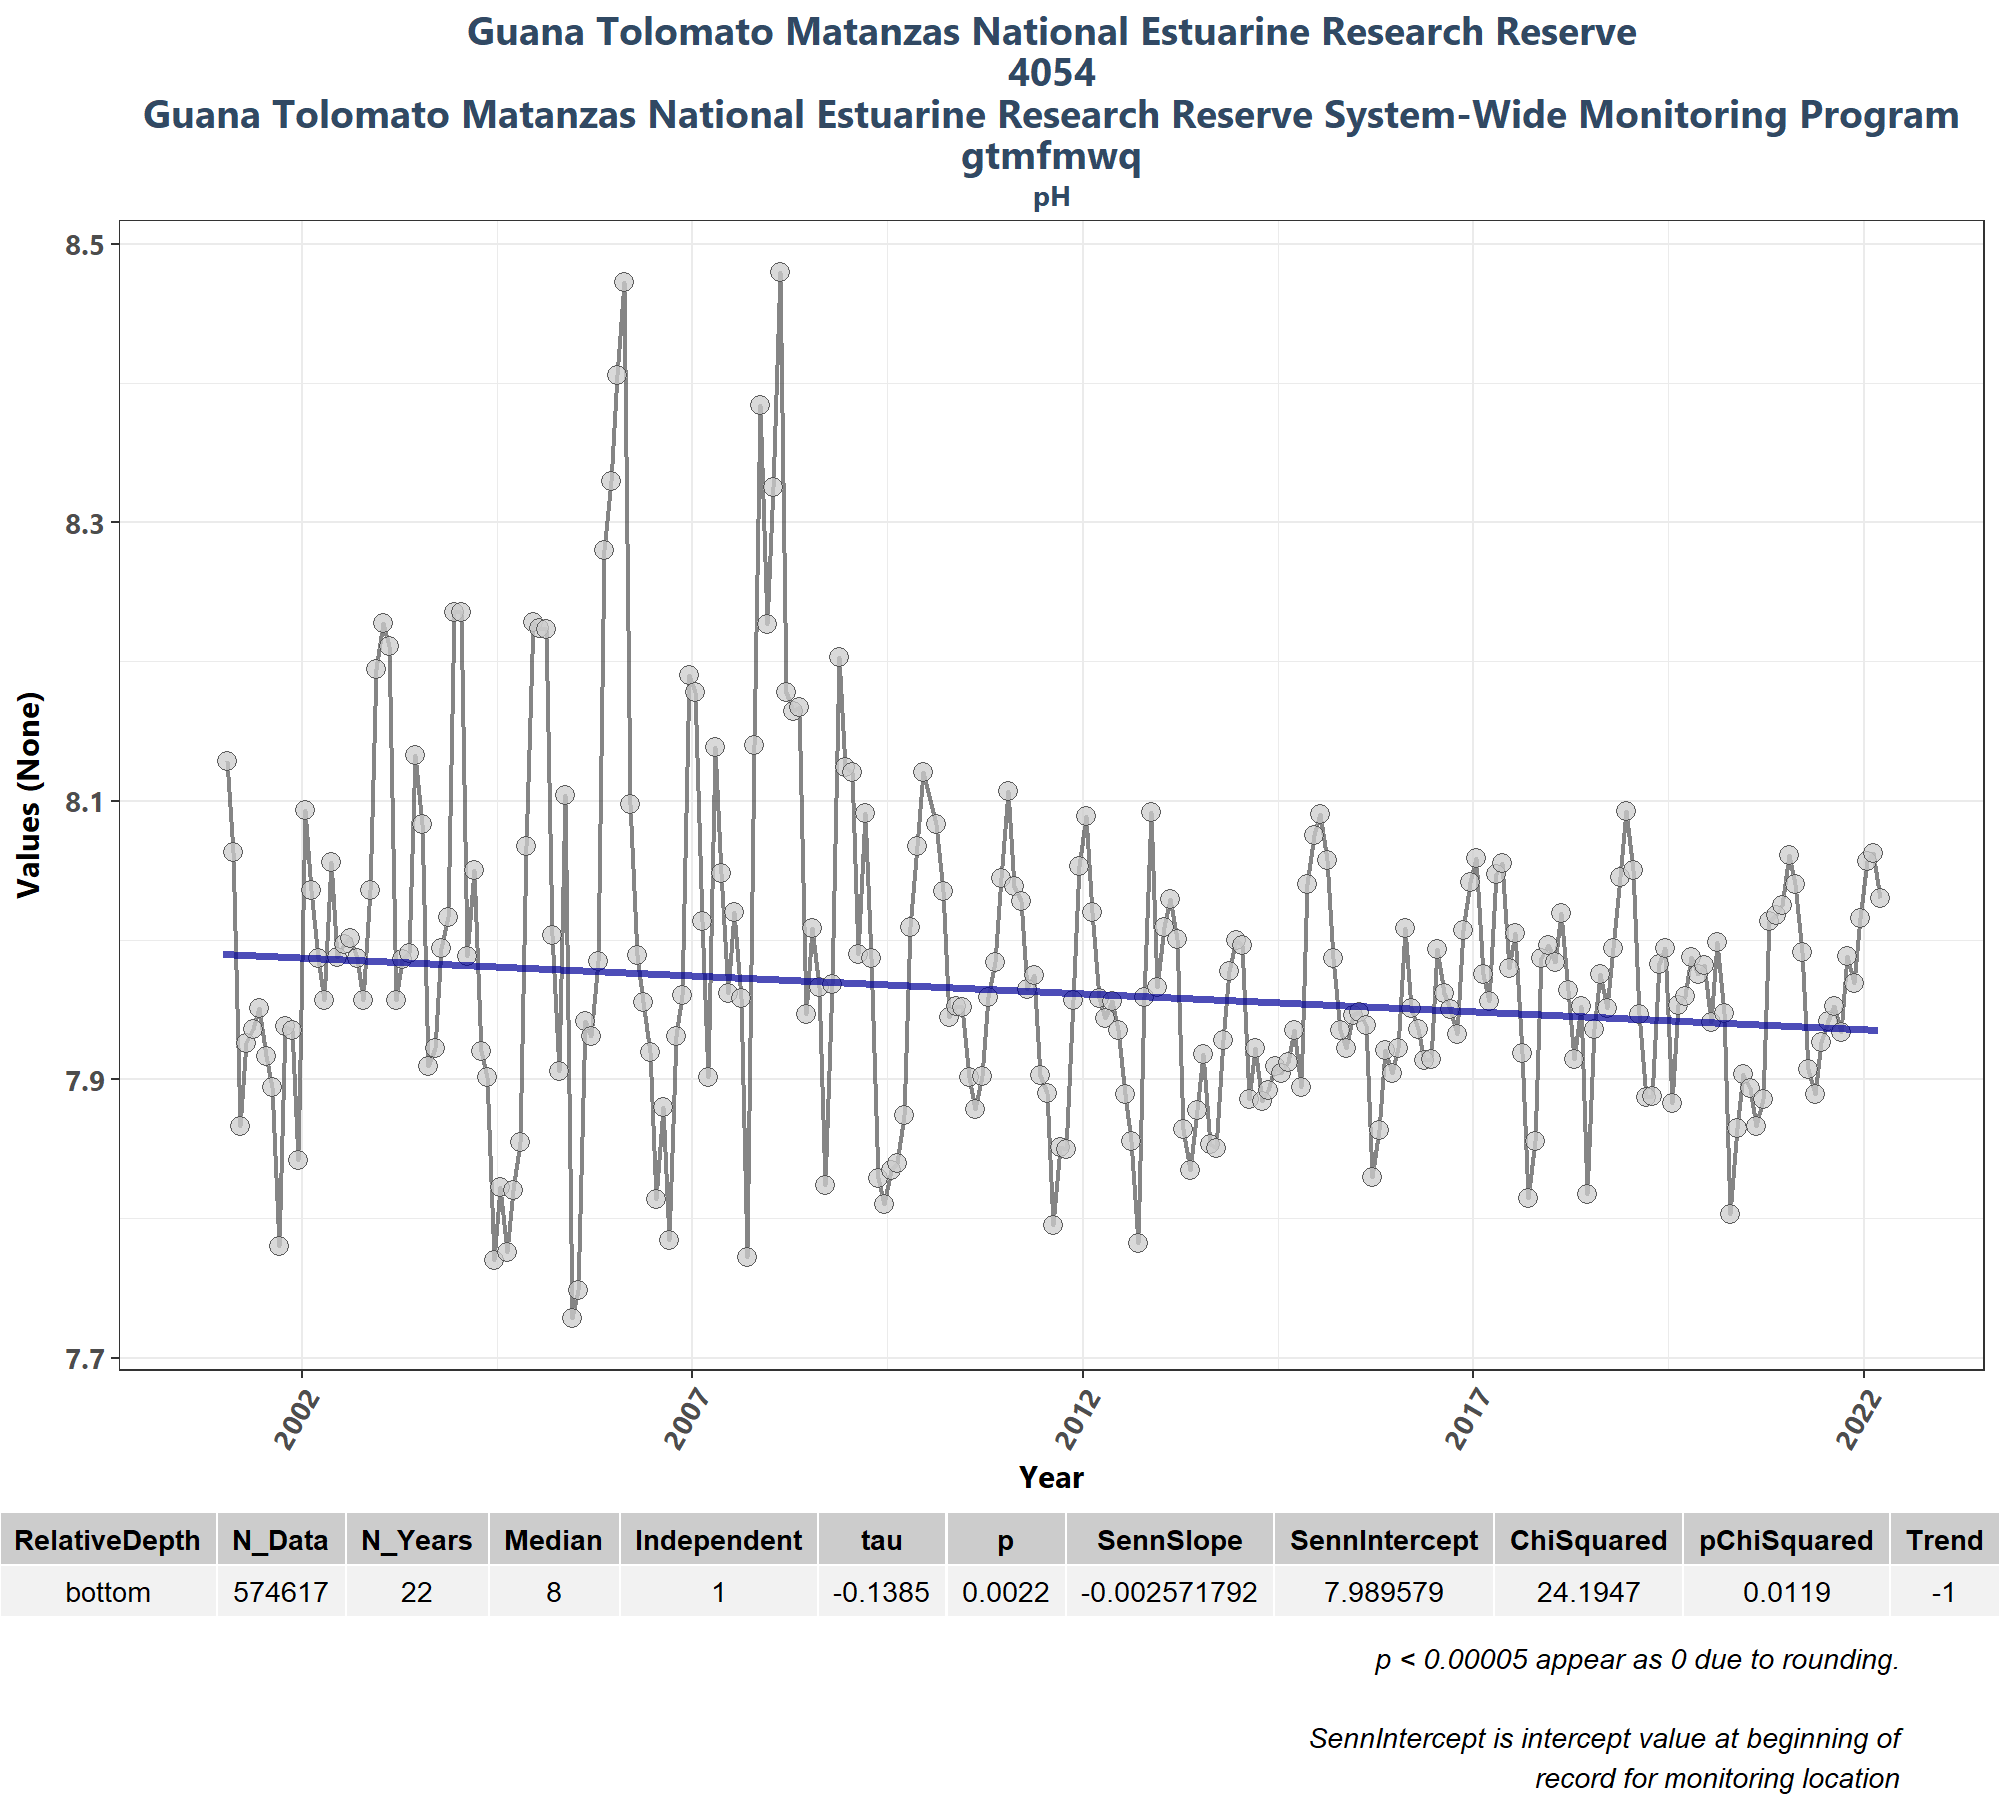 Guana Tolomato Matanzas National Estuarine Research Reserve
4054
Guana Tolomato Matanzas National Estuarine Research Reserve System-Wide Monitoring Program
gtmfmwq
pH
Values (None)
8.5
8.3
8.1
7.9
7.7
2002 2007 2012 2017 2022
Year
RelativeDepth N_Data N_Years Median Independent tau p SennSlope SennIntercept ChiSquared pChiSquared Trend
bottom 574617 22 8 1 -0.1385 0.0022 -0.002571792 7.989579 24.1947 0.0119 -1
p < 0.00005 appear as 0 due to rounding.
SennIntercept is intercept value at beginning of
record for monitoring location